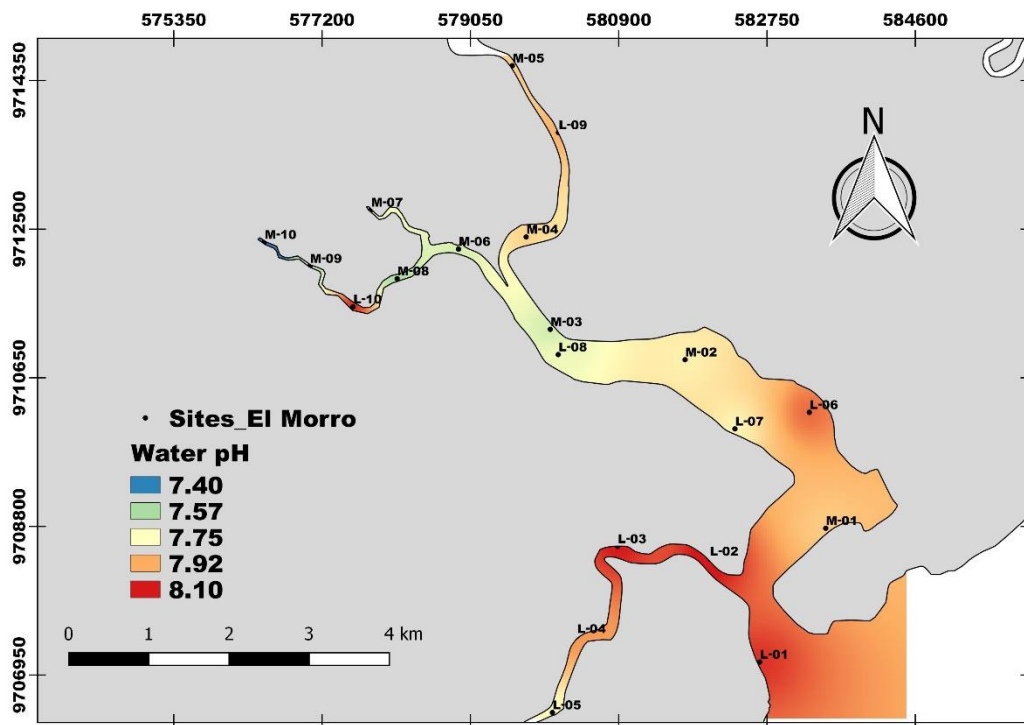 575350 577200 579050 580900 582750 584600
9714350
9712500
9710650
9708800
9706950
N
M-05
L-09
M-07
M-04
M-10
M-06
M-09
M-08
L-10
M-03
L-08
M-02
L-06
L-07
M-01
L-03
L-02
L-04
L-01
L-05
Sites_El Morro
Water pH
7.40
7.57
7.75
7.92
8.10
0 1 2 3 4 km